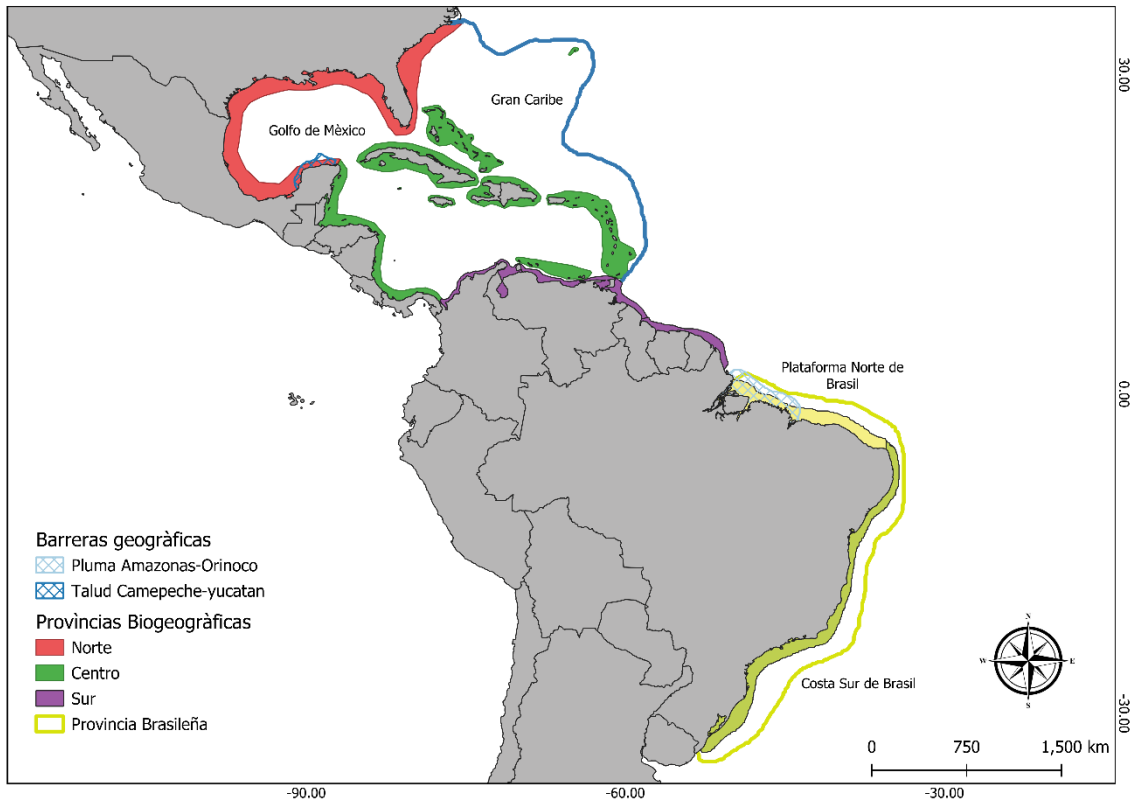 Gran Caribe
Golfo de Mèxico
Plataforma Norte de
Brasil
Costa Sur de Brasil
Barreras geogràficas
Pluma Amazonas-Orinoco
Talud Camepeche-yucatan
Provìncias Biogeogràficas
Norte
Centro
Sur
Provincia Brasileña
N
W
E
S
0 750 1,500 km
30.00
0.00
-30.00
-90.00 -60.00 -30.00